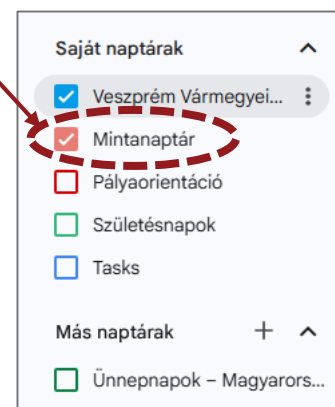 Saját naptárak
Veszprém Vármegyei...
Mintanaptár
Pályaorientáció
Születésnapok
Tasks
Más naptárak
Ünnepnapok – Magyarors...